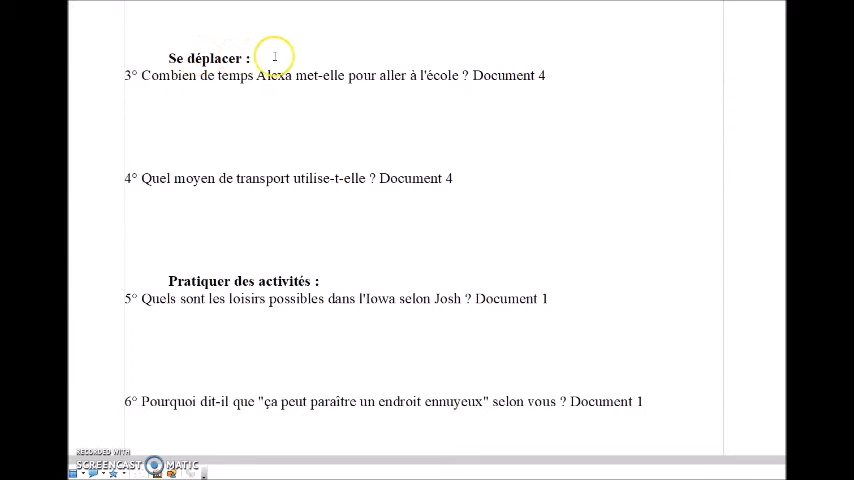 Se déplacer :
3° Combien de temps Alexa met-elle pour aller à l'école ? Document 4
4° Quel moyen de transport utilise-t-elle ? Document 4
Pratiquer des activités :
5° Quels sont les loisirs possibles dans l'Iowa selon Josh ? Document 1
6° Pourquoi dit-il que "ça peut paraître un endroit ennuyeux" selon vous ? Document 1
RECORDED WITH
SCREENCAST MATIC